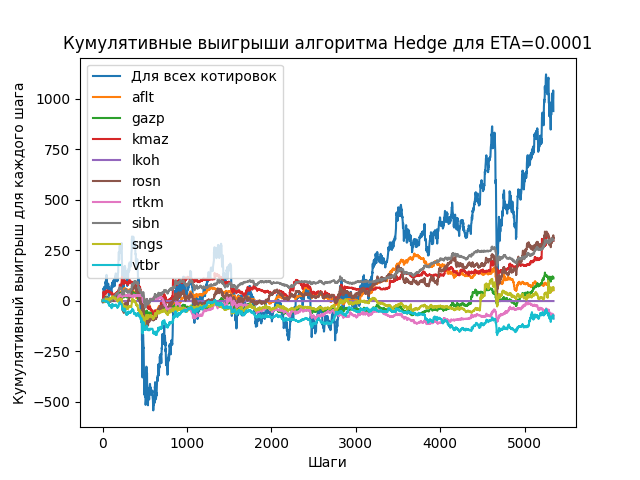 Кумулятивные выигрыши алгоритма Hedge для ETA=0.0001
Кумулятивный выигрыш для каждого шага
1000
750
500
250
0
−250
−500
Для всех котировок
aflt
gazp
kmaz
lkoh
rosn
rtkm
sibn
sngs
vtbr
0 1000 2000 3000 4000 5000
Шаги